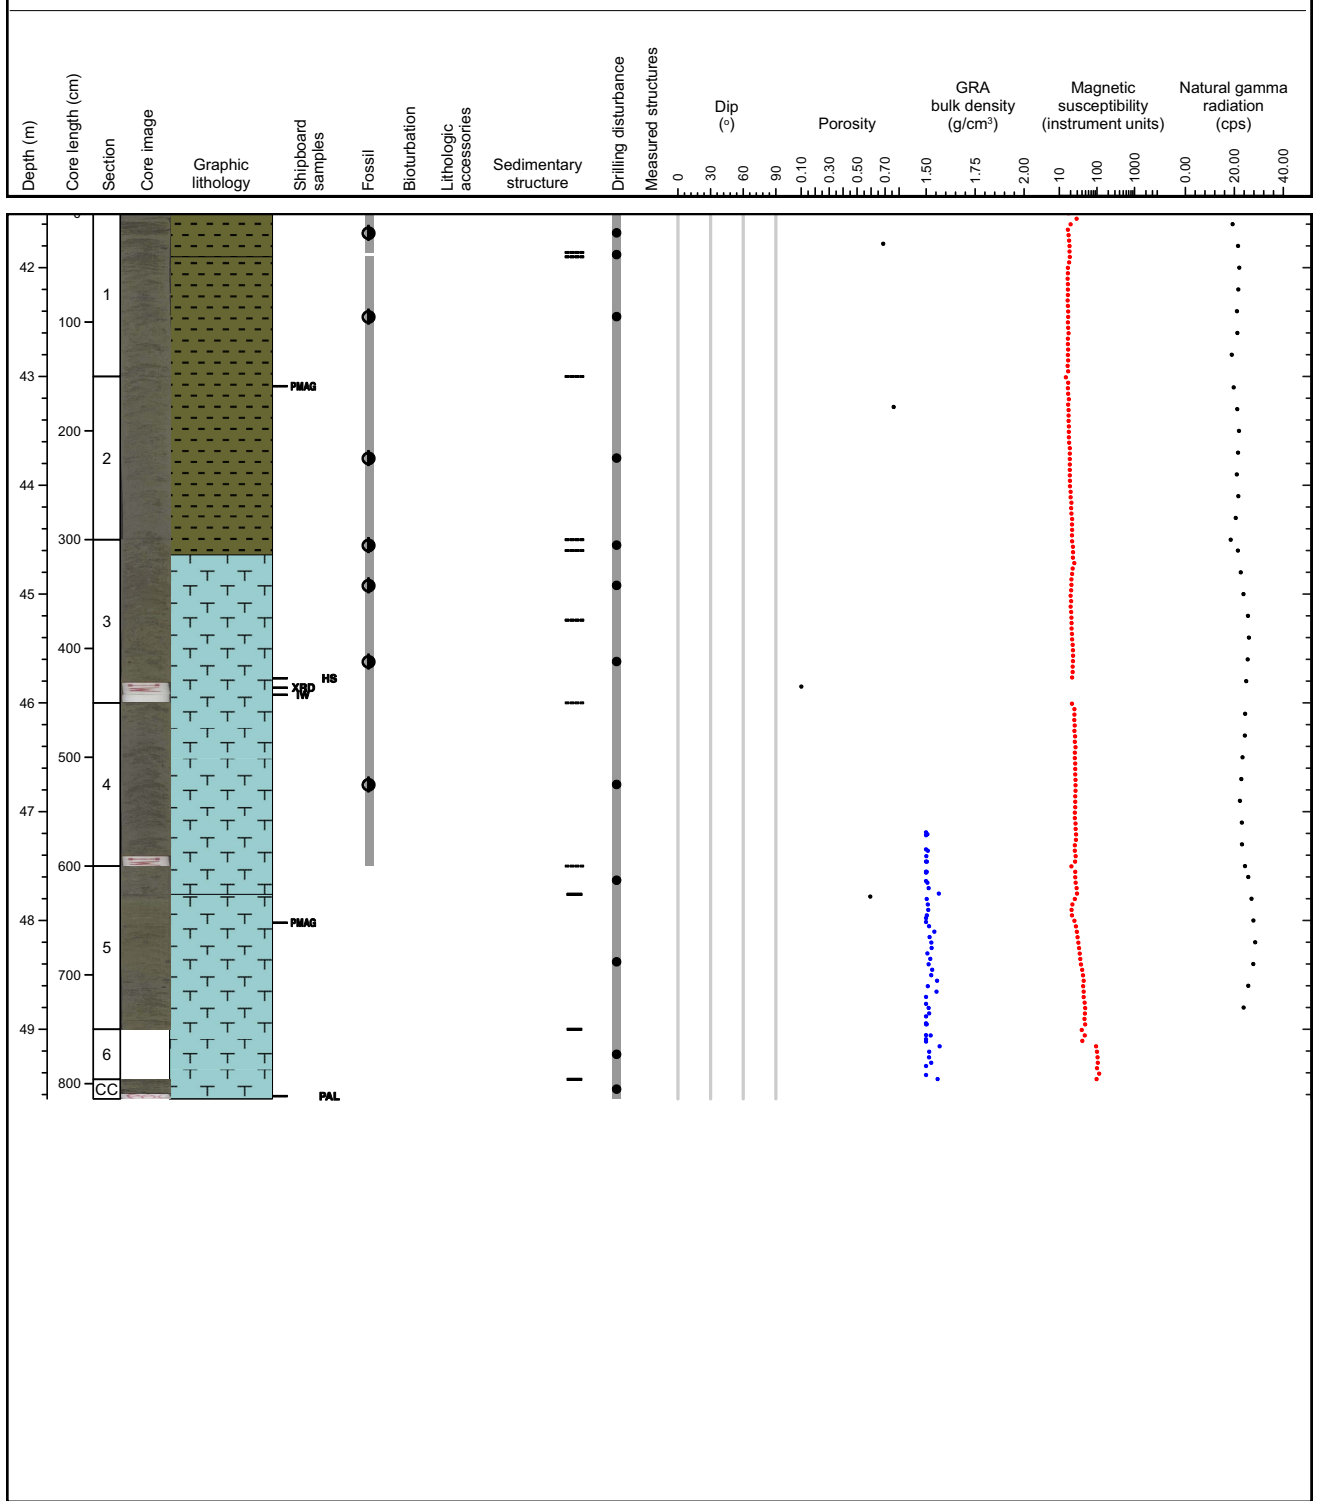 Depth (m)
Core length (cm)
Section
Core image
Graphic
lithology
Shipboard
samples
Fossil
Bioturbation
Lithologic
accessories
Sedimentary
structure
Drilling disturbance
Measured structures
Dip
(o)
0
30
60
90
Porosity
0.10
0.30
0.50
0.70
GRA
bulk density
(g/cm³)
1.50
1.75
2.00
Magnetic
susceptibility
(instrument units)
10
100
1000
Natural gamma
radiation
(cps)
0.00
20.00
40.00
42
43
44
45
46
47
48
49
100
200
300
400
500
600
700
800
1
2
3
4
5
6
CC
PMAG
HS
XRD
IW
PMAG
PAL